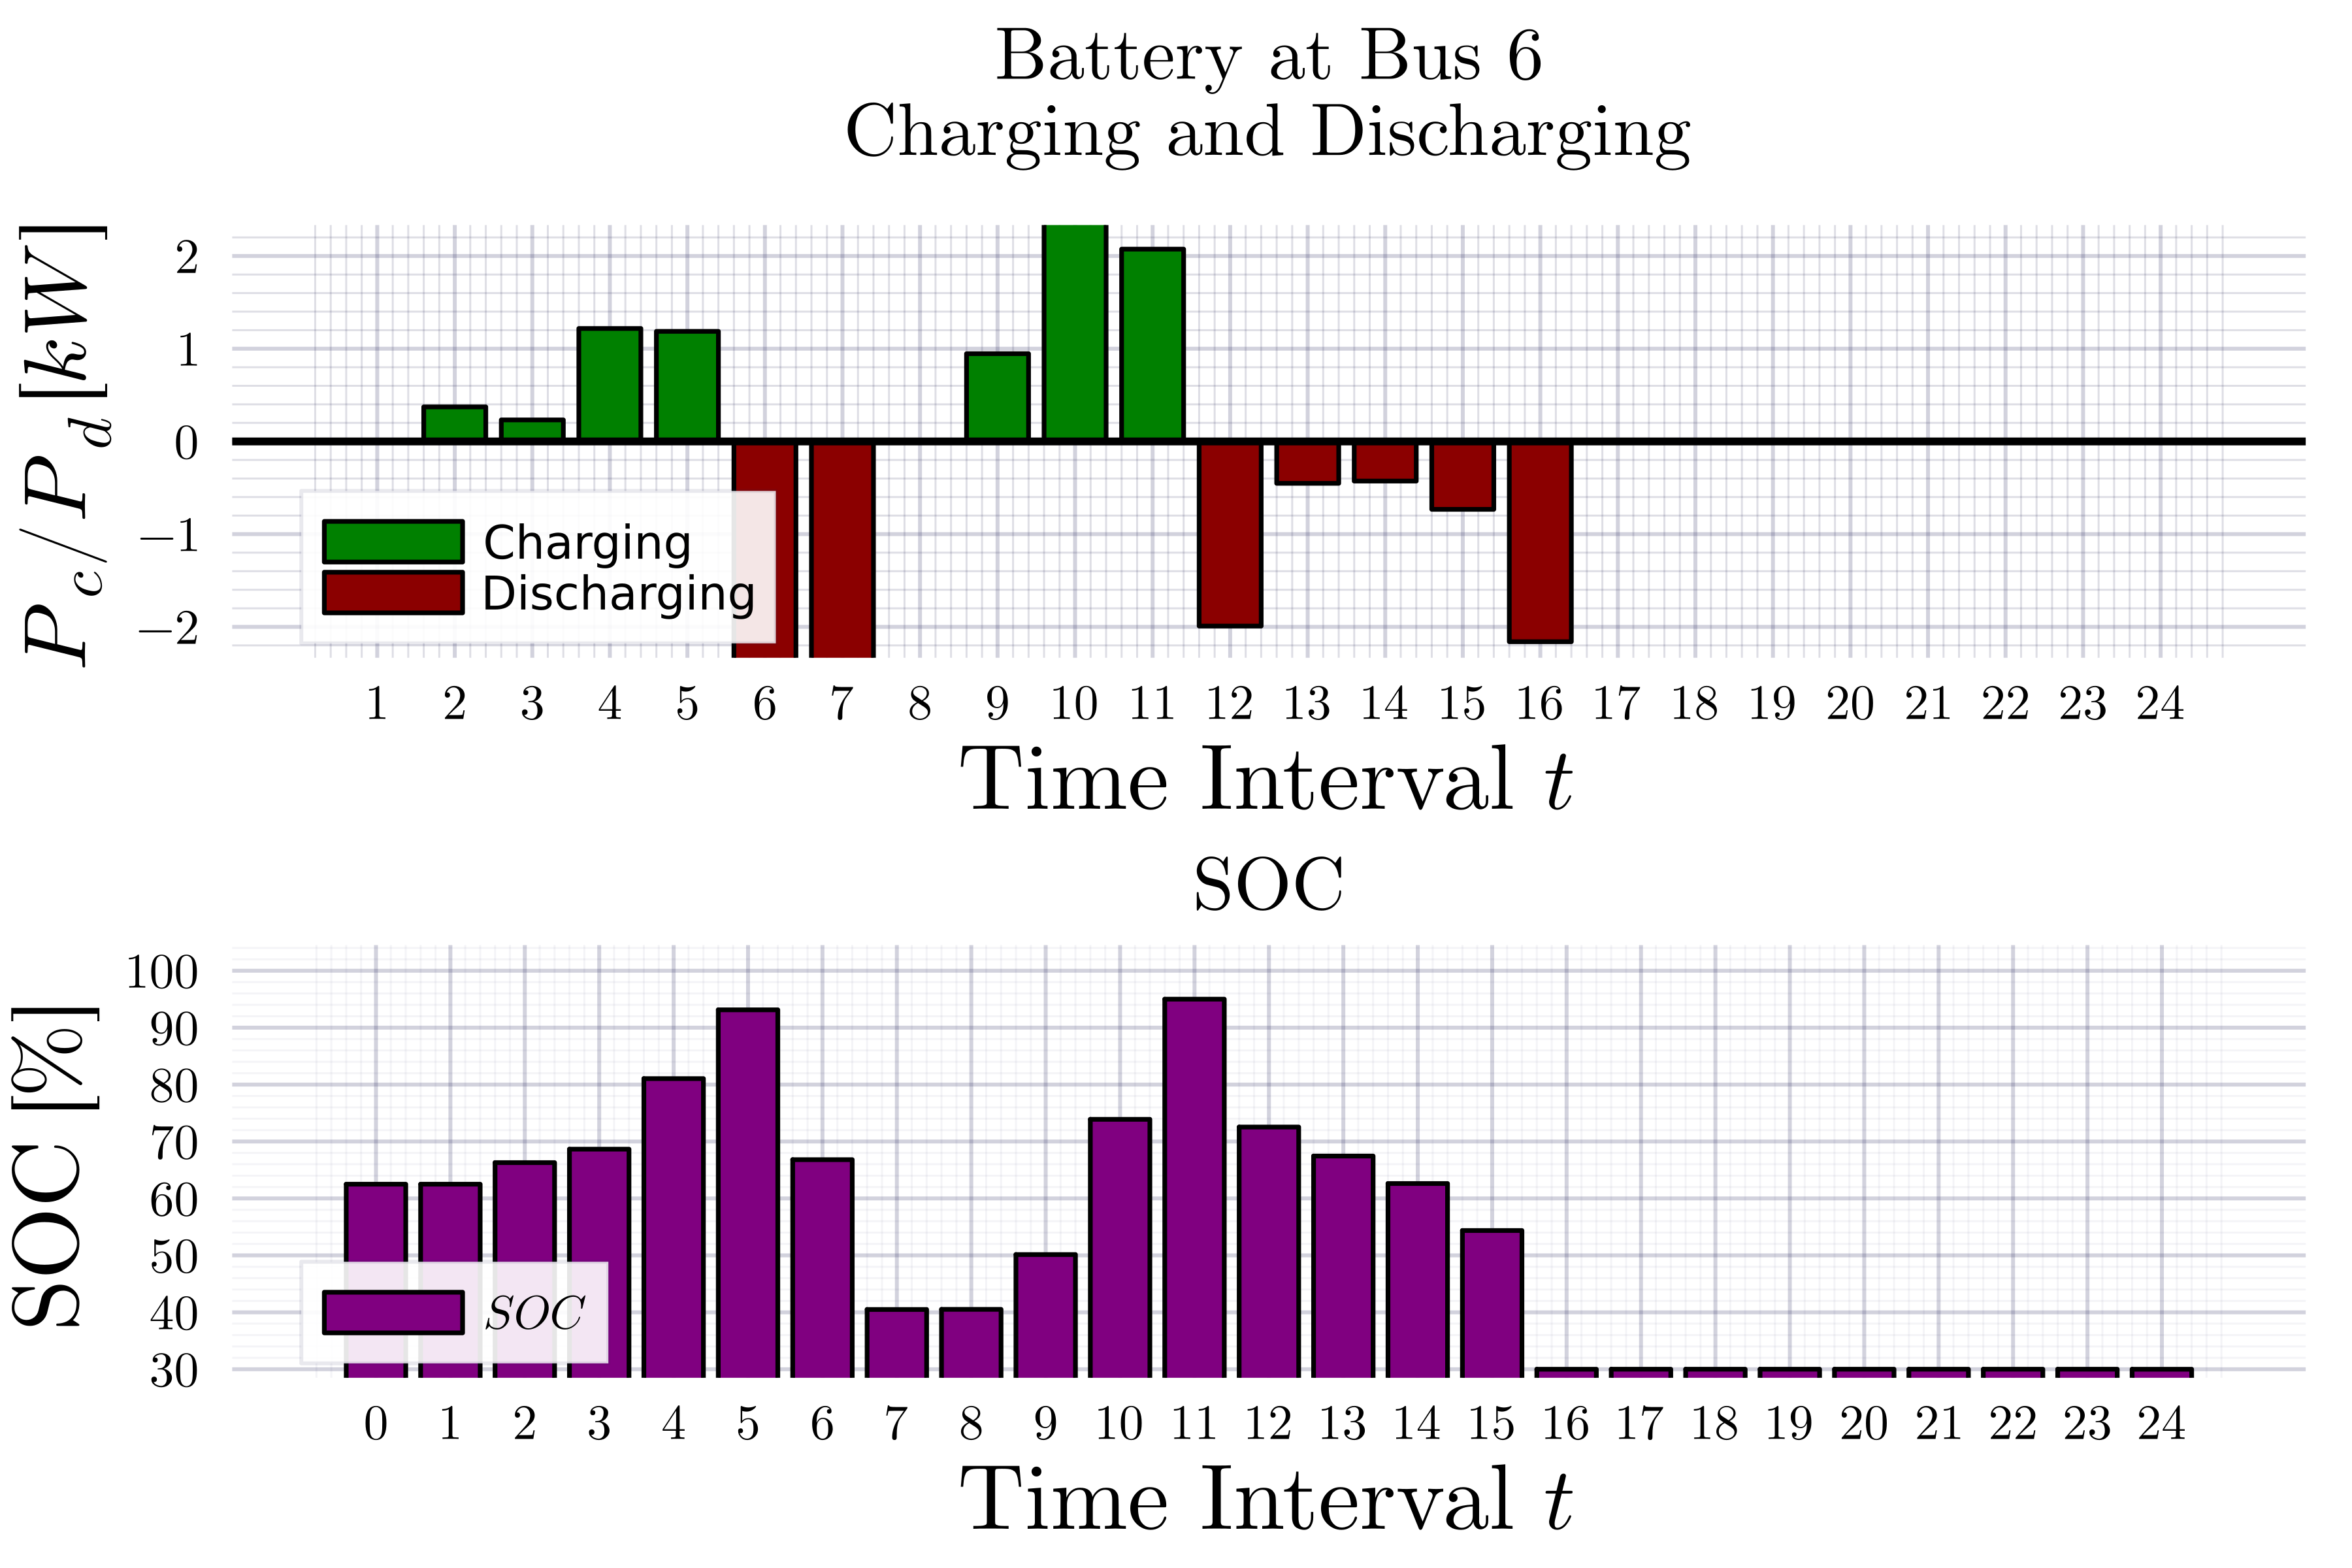 Battery at Bus 6
Charging and Discharging
P_c/P_d [kW]
2
1
0
−1
−2
Charging
Discharging
1 2 3 4 5 6 7 8 9 10 11 12 13 14 15 16 17 18 19 20 21 22 23 24
Time Interval t
SOC
SOC [%]
100
90
80
70
60
50
40
30
SOC
0 1 2 3 4 5 6 7 8 9 10 11 12 13 14 15 16 17 18 19 20 21 22 23 24
Time Interval t